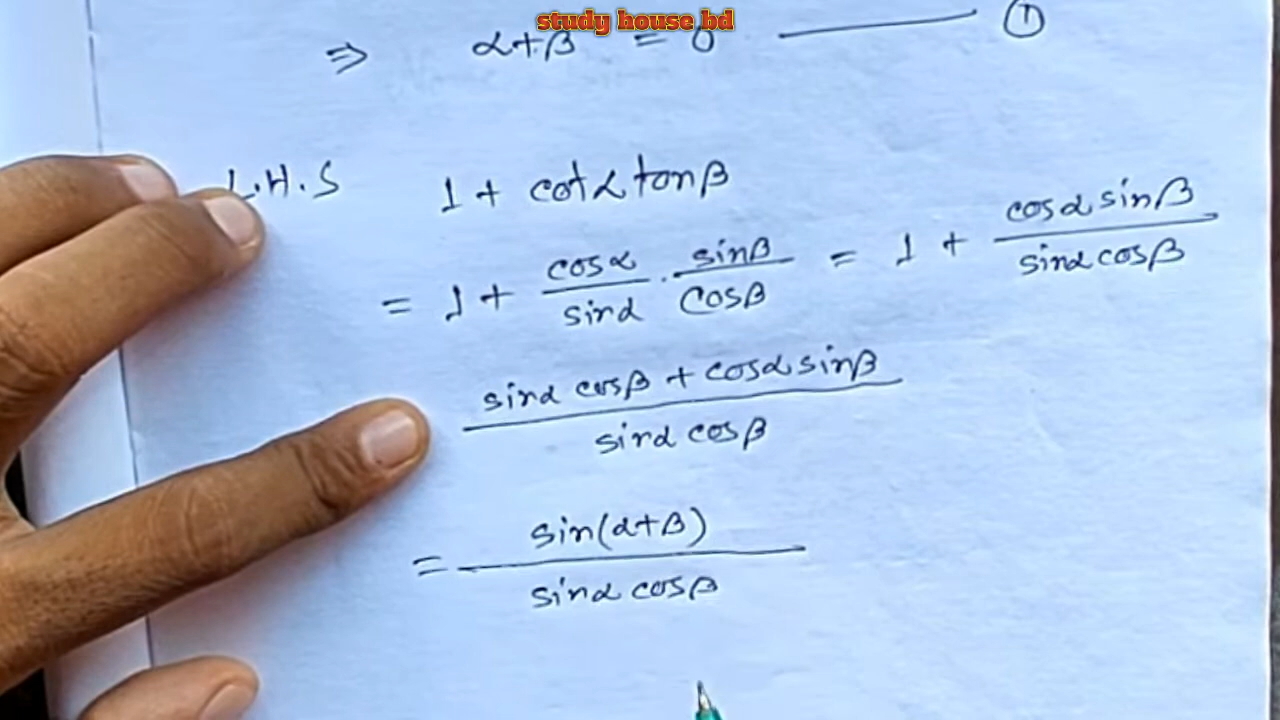 study house bd
⇒ α+β = 0 ——— ①
L.H.S 1 + cotα tanβ
= 1 + cosα/sinα · sinβ/cosβ = 1 + cosα sinβ/sinα cosβ
sinα cosβ + cosα sinβ/sinα cosβ
= sin(α+β)/sinα cosβ